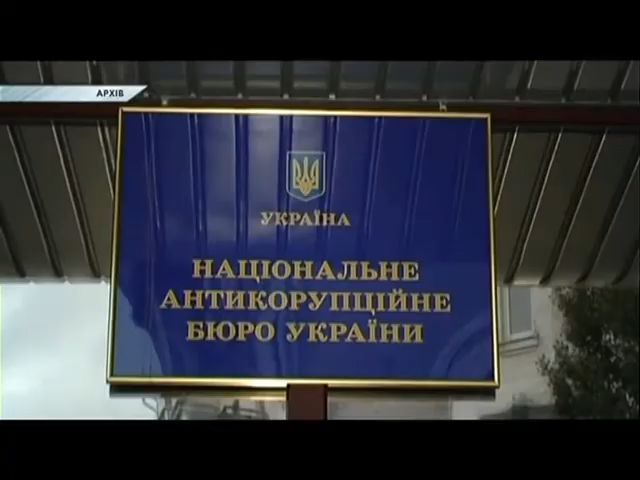 АРХІВ
УКРАЇНА
НАЦІОНАЛЬНЕ
АНТИКОРУПЦІЙНЕ
БЮРО УКРАЇНИ